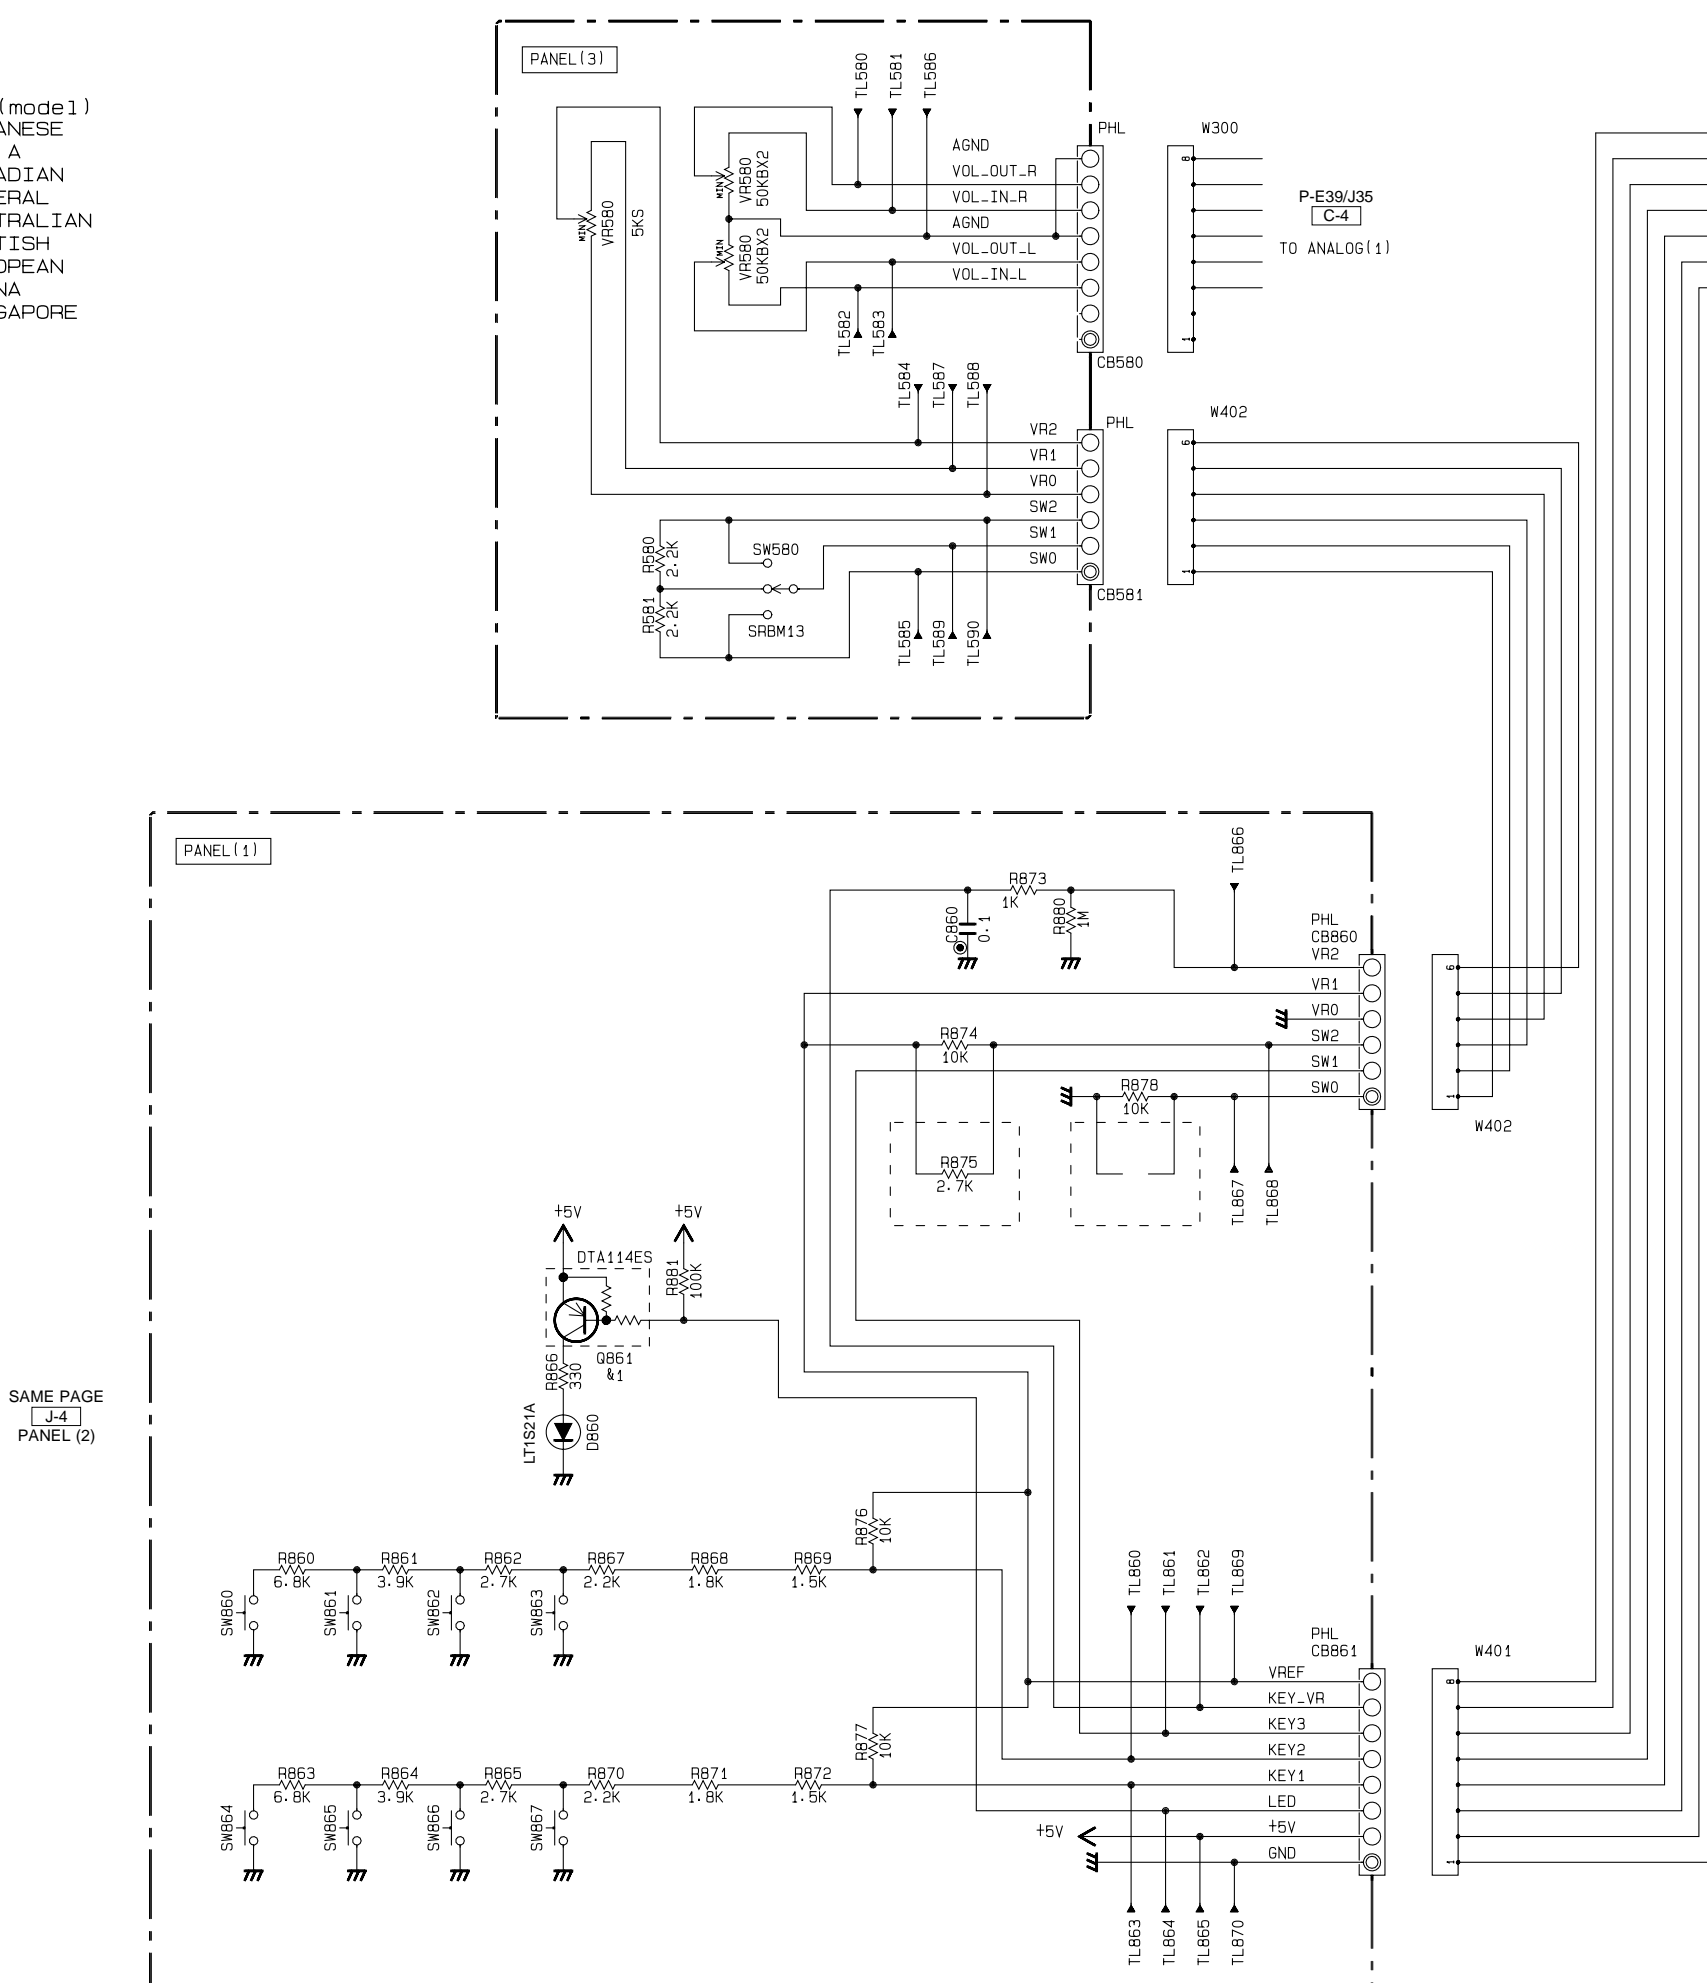 (model)
ANESE
A
ADIAN
ERAL
TRALIAN
TISH
OPEAN
NA
GAPORE
PANEL(3)
TL580
TL581
TL586
PHL
W300
AGND
VOL_OUT_R
VOL_IN_R
AGND
VOL_OUT_L
VOL_IN_L
8
1
P-E39/J35
C-4
TO ANALOG(1)
MIN
VR580
5KS
MIN
VR580
50KBX2
MIN
VR580
50KBX2
TL582
TL583
CB580
TL584
TL587
TL588
PHL
W402
VR2
VR1
VR0
SW2
SW1
SW0
6
1
R580
2.2K
R581
2.2K
SW580
SRBM13
CB581
TL585
TL589
TL590
PANEL(1)
TL866
R873
1K
C860
0.1
R880
1M
PHL
CB860
VR2
VR1
VR0
SW2
SW1
SW0
6
1
W402
R874
10K
R878
10K
R875
2.7K
TL867
TL868
+5V
+5V
DTA114ES
R881
100K
Q861
&1
R866
330
LT1S21A
D860
SAME PAGE
J-4
PANEL (2)
R876
10K
R860
6.8K
R861
3.9K
R862
2.7K
R867
2.2K
R868
1.8K
R869
1.5K
SW860
SW861
SW862
SW863
TL860
TL861
TL862
TL869
PHL
CB861
W401
VREF
KEY_VR
KEY3
KEY2
KEY1
LED
+5V
GND
8
1
R877
10K
R863
6.8K
R864
3.9K
R865
2.7K
R870
2.2K
R871
1.8K
R872
1.5K
SW864
SW865
SW866
SW867
+5V
TL863
TL864
TL865
TL870